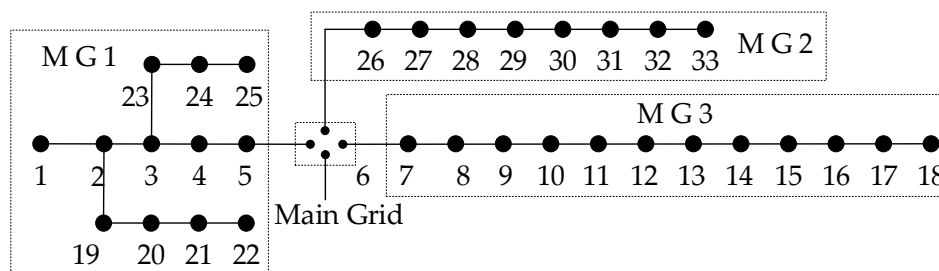 M G 1
M G 2
26 27 28 29 30 31 32 33
23 24 25
M G 3
1 2 3 4 5 6 7 8 9 10 11 12 13 14 15 16 17 18
Main Grid
19 20 21 22